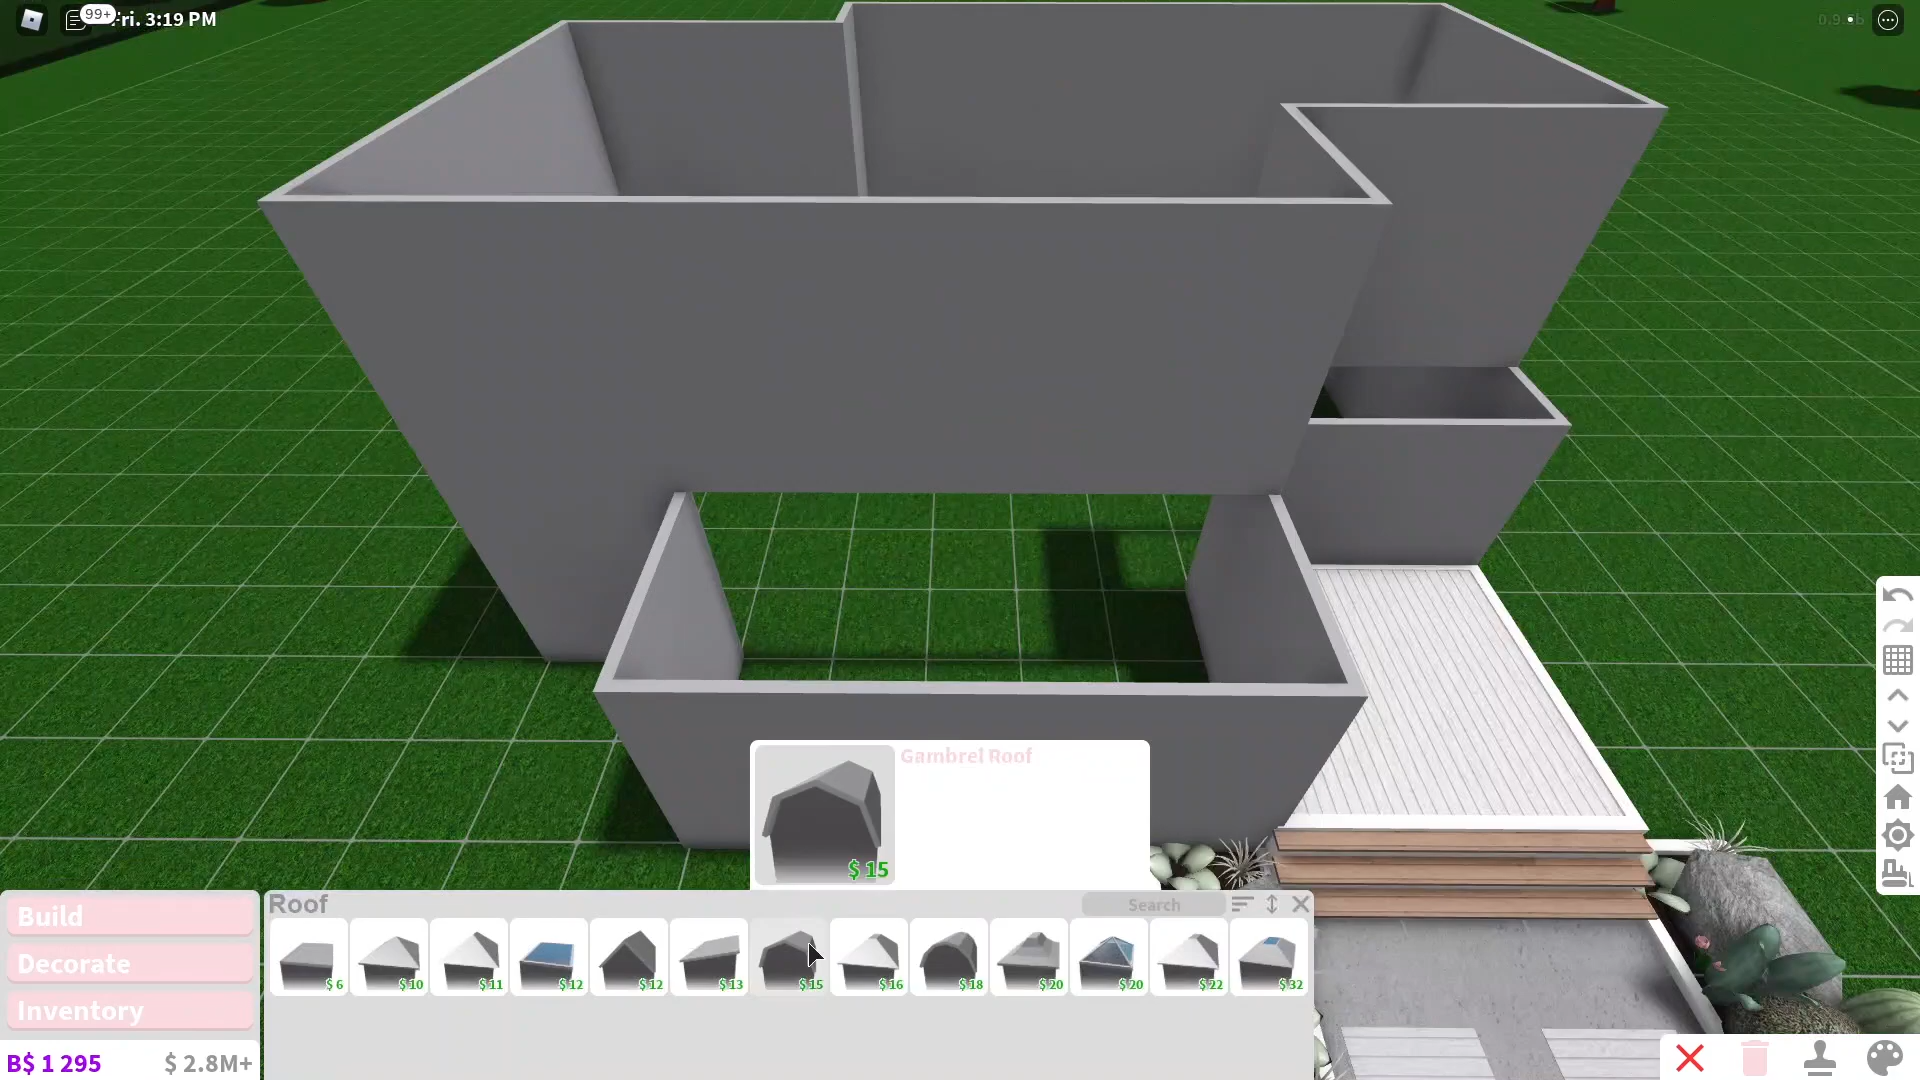 99+
Fri. 3:19 PM
Gambrel Roof
$ 15
Roof
Search
$ 6
$ 10
$ 11
$ 12
$ 12
$ 13
$ 15
$ 16
$ 18
$ 20
$ 20
$ 22
$ 32
Build
Decorate
Inventory
B$ 1 295
$ 2.8M+